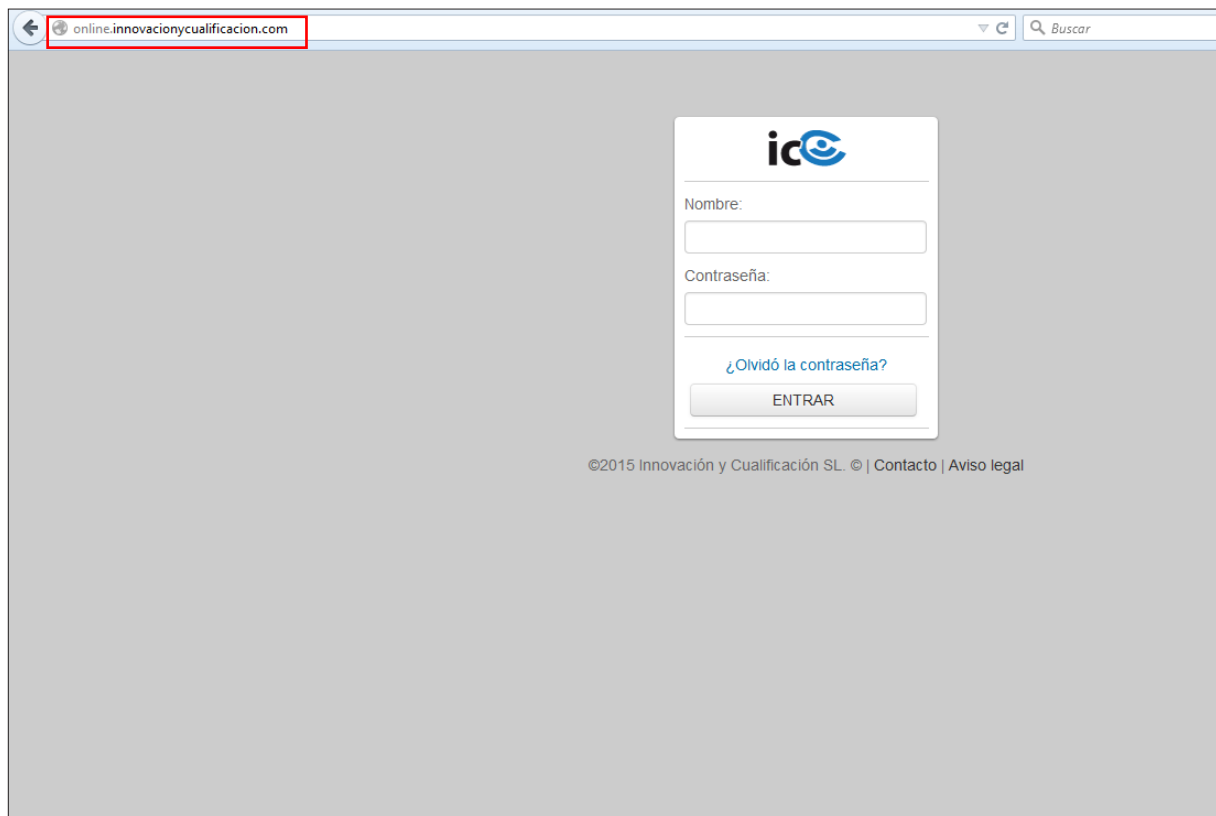 online.innovacionycualificacion.com
Buscar
ic
Nombre:
Contraseña:
¿Olvidó la contraseña?
ENTRAR
©2015 Innovación y Cualificación SL. © | Contacto | Aviso legal